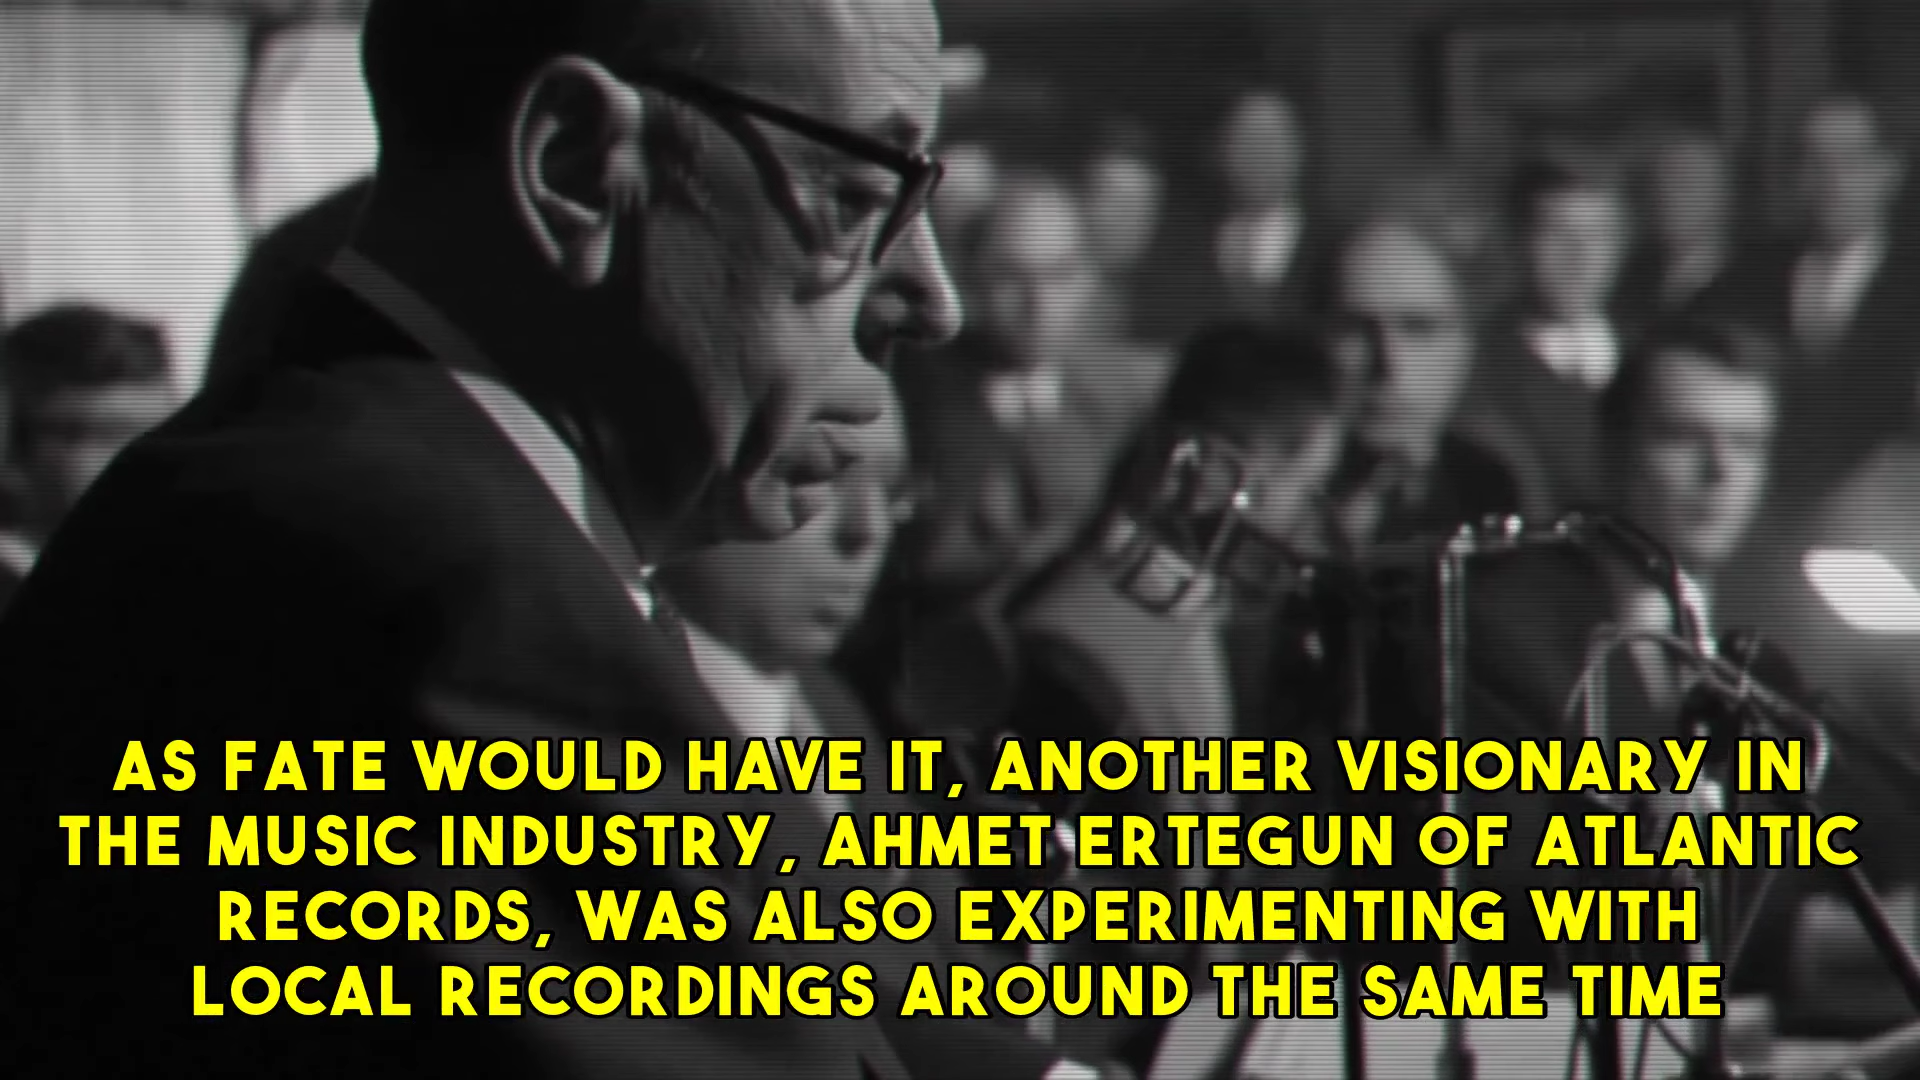 AS FATE WOULD HAVE IT, ANOTHER VISIONARY IN
THE MUSIC INDUSTRY, AHMET ERTEGUN OF ATLANTIC
RECORDS, WAS ALSO EXPERIMENTING WITH
LOCAL RECORDINGS AROUND THE SAME TIME